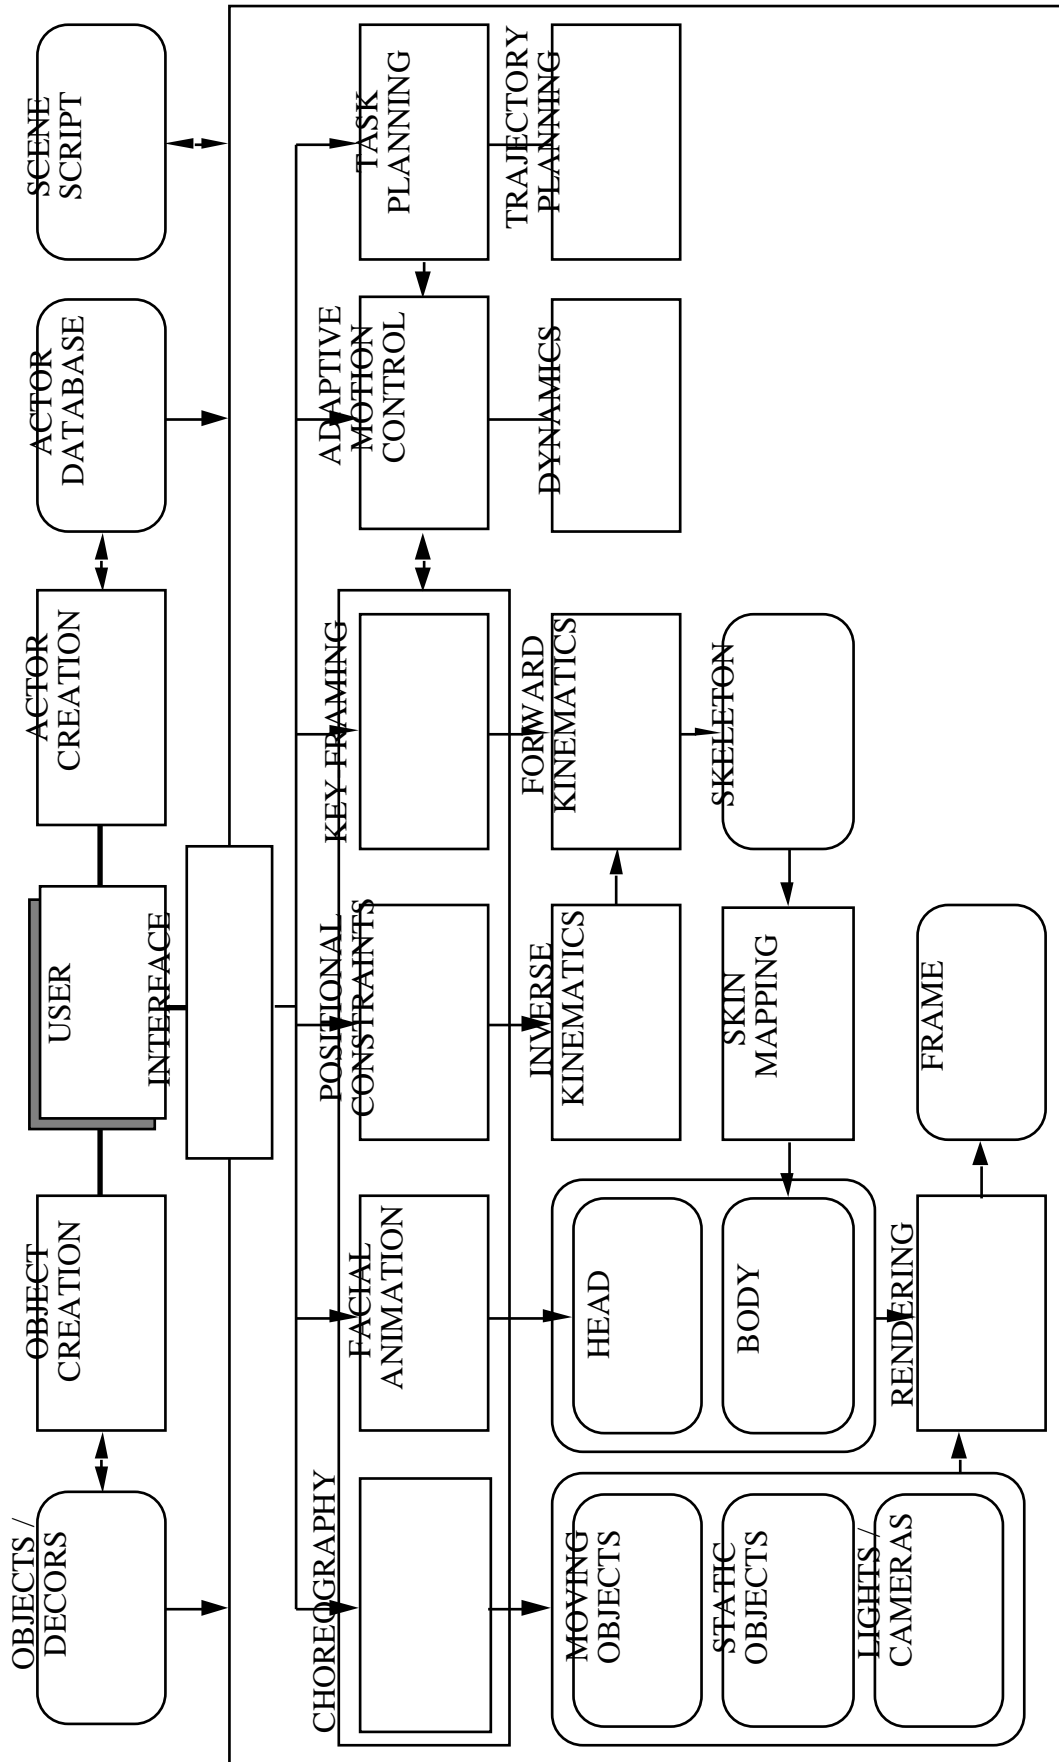 OBJECTS /
DECORS
OBJECT
CREATION
USER
INTERFACE
ACTOR
CREATION
ACTOR
DATABASE
SCENE
SCRIPT
CHOREOGRAPHY
FACIAL
ANIMATION
POSITIONAL
CONSTRAINTS
KEY-FRAMING
ADAPTIVE
MOTION
CONTROL
TASK
PLANNING
MOVING
OBJECTS
HEAD
INVERSE
KINEMATICS
FORWARD
KINEMATICS
DYNAMICS
TRAJECTORY
PLANNING
STATIC
OBJECTS
BODY
SKIN
MAPPING
SKELETON
LIGHTS /
CAMERAS
RENDERING
FRAME